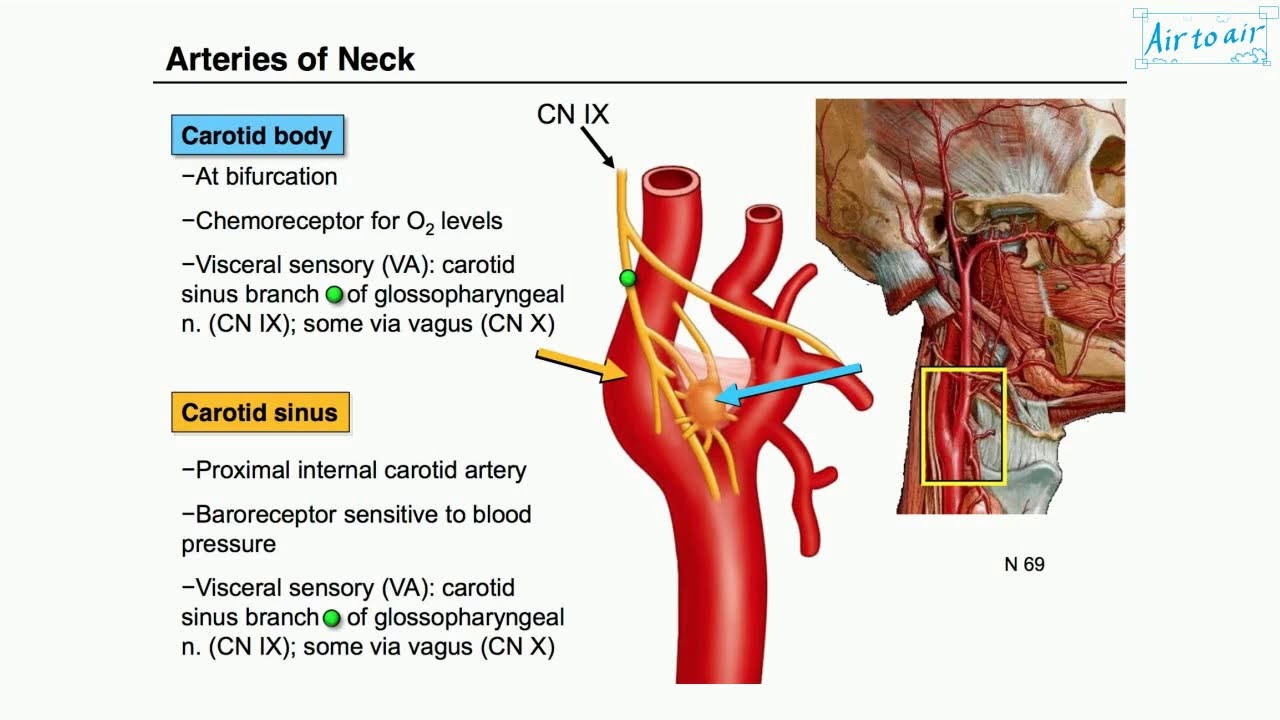 Air to air
Arteries of Neck
Carotid body
−At bifurcation
−Chemoreceptor for O₂ levels
−Visceral sensory (VA): carotid
sinus branch of glossopharyngeal
n. (CN IX); some via vagus (CN X)
Carotid sinus
−Proximal internal carotid artery
−Baroreceptor sensitive to blood
pressure
−Visceral sensory (VA): carotid
sinus branch of glossopharyngeal
n. (CN IX); some via vagus (CN X)
CN IX
N 69